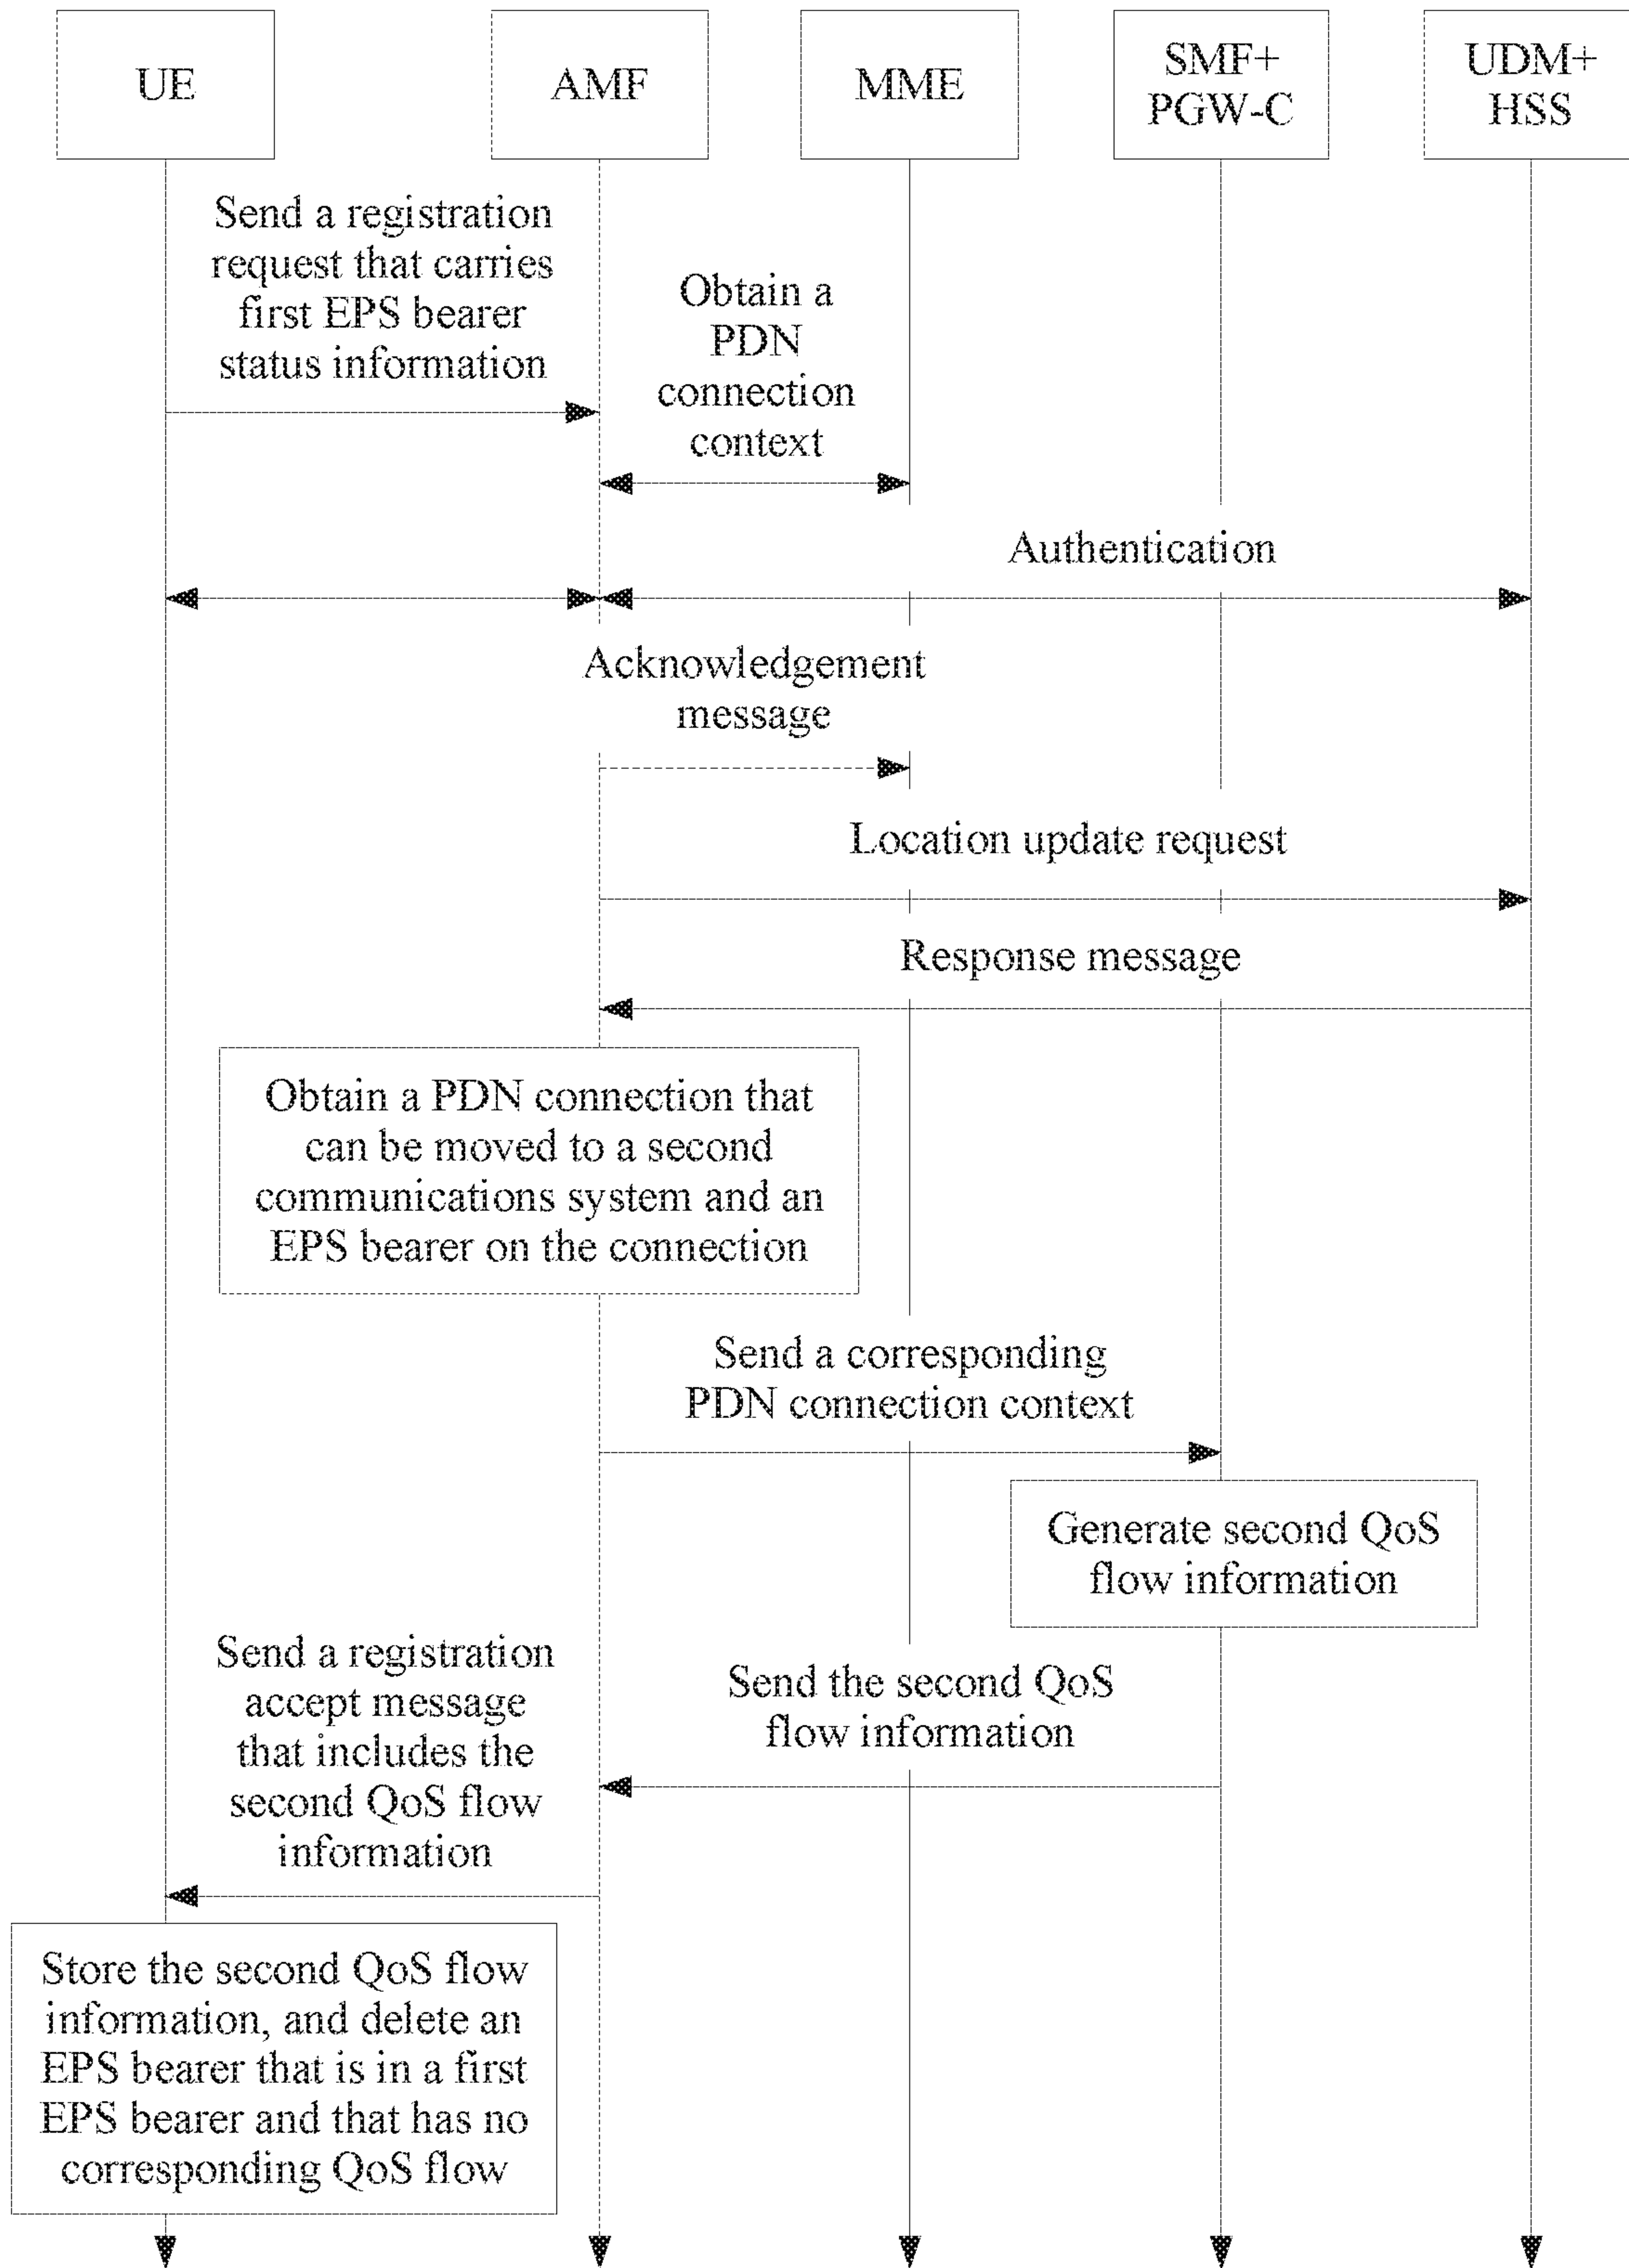 UE
AMF
MME
SMF+
PGW-C
UDM+
HSS
Send a registration
request that carries
first EPS bearer
status information
Obtain a
PDN
connection
context
Authentication
Acknowledgement
message
Location update request
Response message
Obtain a PDN connection that
can be moved to a second
communications system and an
EPS bearer on the connection
Send a corresponding
PDN connection context
Generate second QoS
flow information
Send the second QoS
flow information
Send a registration
accept message
that includes the
second QoS flow
information
Store the second QoS flow
information, and delete an
EPS bearer that is in a first
EPS bearer and that has no
corresponding QoS flow